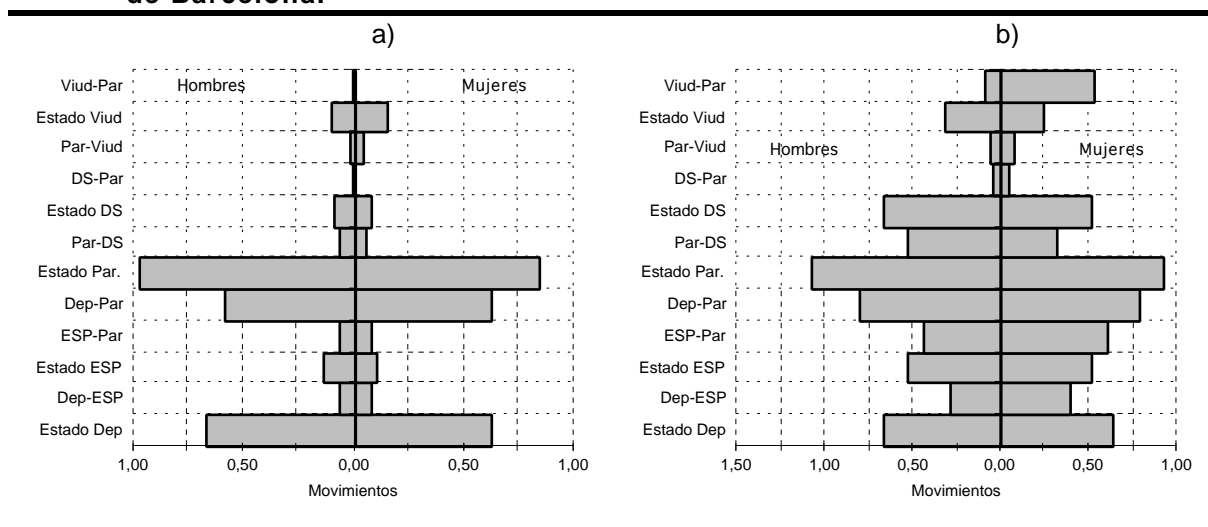 de Barcelona.
a)
Hombres
Mujeres
Viud-Par
Estado Viud
Par-Viud
DS-Par
Estado DS
Par-DS
Estado Par.
Dep-Par
ESP-Par
Estado ESP
Dep-ESP
Estado Dep
1,00 0,50 0,00 0,50 1,00
Movimientos
b)
Viud-Par
Estado Viud
Par-Viud
Hombres
Mujeres
DS-Par
Estado DS
Par-DS
Estado Par.
Dep-Par
ESP-Par
Estado ESP
Dep-ESP
Estado Dep
1,50 1,00 0,50 0,00 0,50 1,00
Movimientos